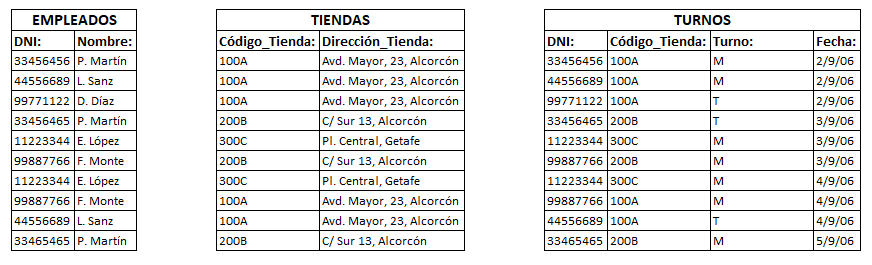 EMPLEADOS
DNI: Nombre:
33456456 P. Martín
44556689 L. Sanz
99771122 D. Díaz
33456465 P. Martín
11223344 E. López
99887766 F. Monte
11223344 E. López
99887766 F. Monte
44556689 L. Sanz
33465465 P. Martín
TIENDAS
Código_Tienda: Dirección_Tienda:
100A Avd. Mayor, 23, Alcorcón
100A Avd. Mayor, 23, Alcorcón
100A Avd. Mayor, 23, Alcorcón
200B C/ Sur 13, Alcorcón
300C Pl. Central, Getafe
200B C/ Sur 13, Alcorcón
300C Pl. Central, Getafe
100A Avd. Mayor, 23, Alcorcón
100A Avd. Mayor, 23, Alcorcón
200B C/ Sur 13, Alcorcón
TURNOS
DNI: Código_Tienda: Turno: Fecha:
33456456 100A M 2/9/06
44556689 100A M 2/9/06
99771122 100A T 2/9/06
33456465 200B T 3/9/06
11223344 300C M 3/9/06
99887766 200B M 3/9/06
11223344 300C M 4/9/06
99887766 100A M 4/9/06
44556689 100A T 4/9/06
33465465 200B M 5/9/06